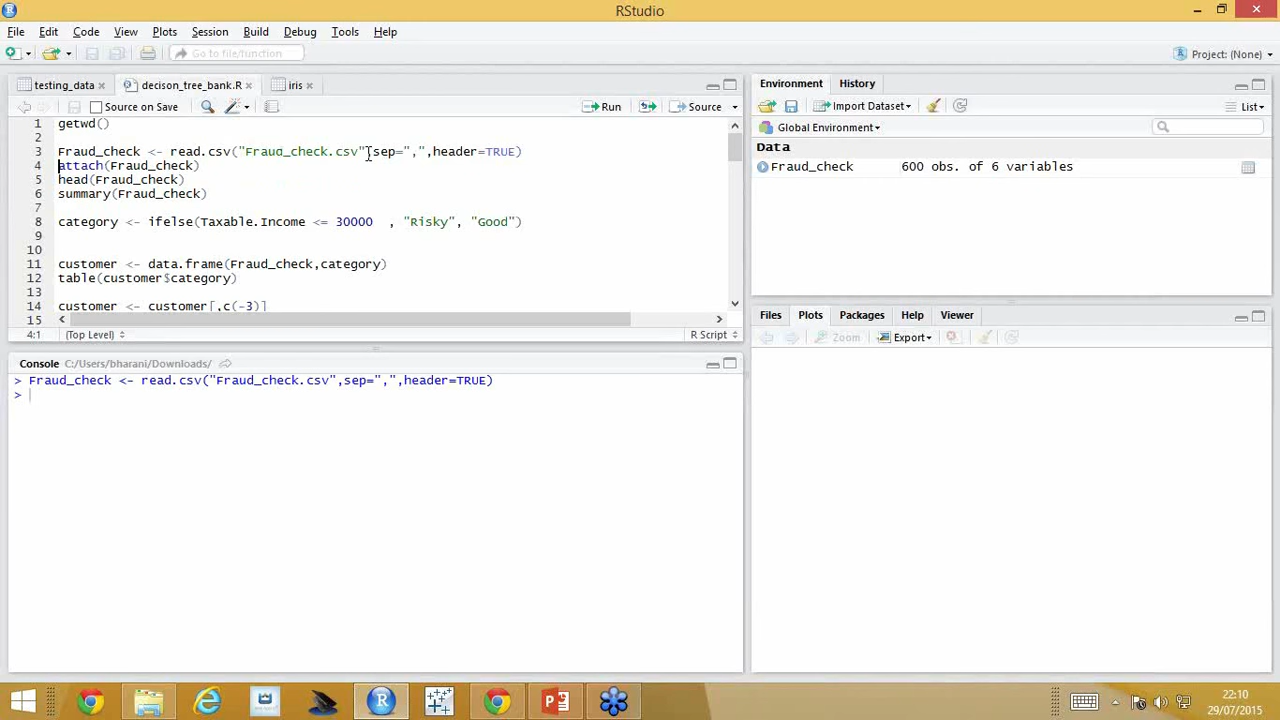 RStudio
File Edit Code View Plots Session Build Debug Tools Help
Go to file/function
Project: (None)
testing_data
decison_tree_bank.R
iris
Source on Save
Run
Source
1 getwd()
2
3 Fraud_check <- read.csv("Fraud_check.csv",sep=",",header=TRUE)
4 attach(Fraud_check)
5 head(Fraud_check)
6 summary(Fraud_check)
7
8 category <- ifelse(Taxable.Income <= 30000 , "Risky", "Good")
9
10
11 customer <- data.frame(Fraud_check,category)
12 table(customer$category)
13
14 customer <- customer[,c(-3)]
15
4:1 (Top Level) R Script
Console C:/Users/bharani/Downloads/
> Fraud_check <- read.csv("Fraud_check.csv",sep=",",header=TRUE)
>
Environment History
Import Dataset
List
Global Environment
Data
Fraud_check 600 obs. of 6 variables
Files Plots Packages Help Viewer
Zoom Export
22:10
29/07/2015